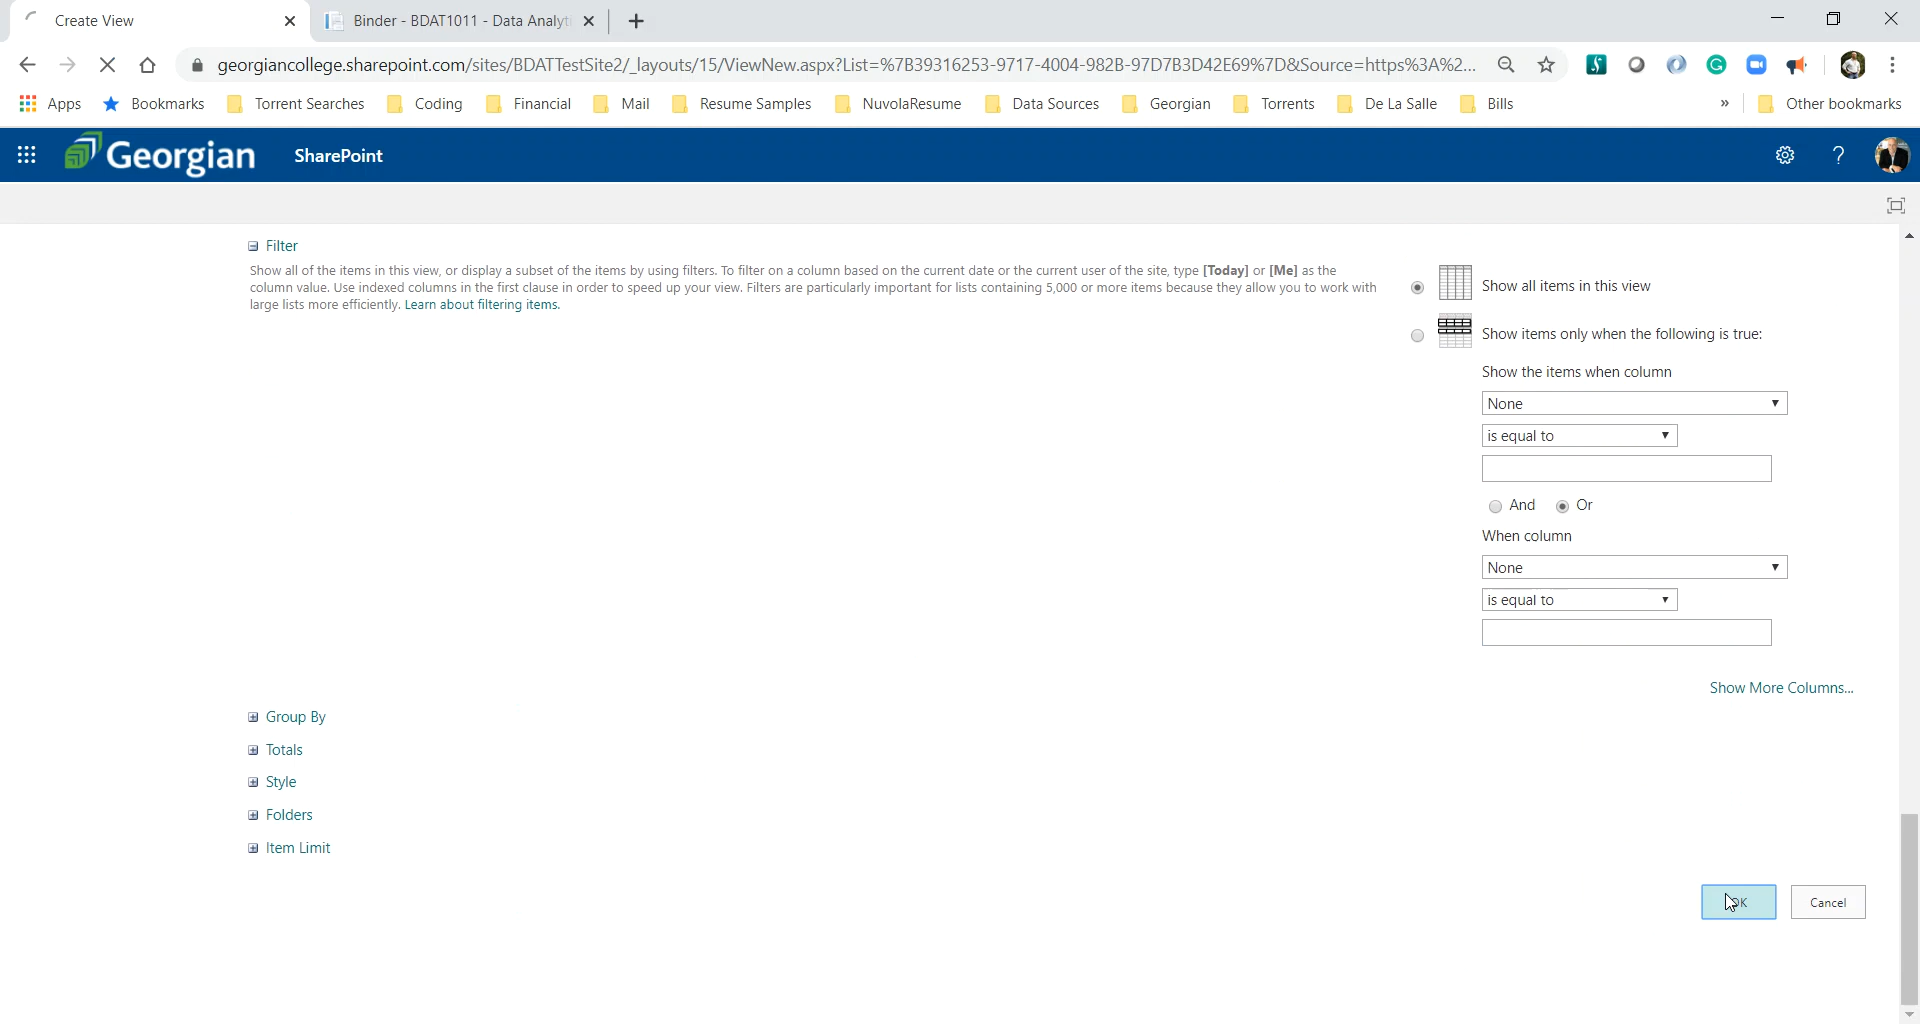 Create View
Binder - BDAT1011 - Data Analyt
georgiancollege.sharepoint.com/sites/BDATTestSite2/_layouts/15/ViewNew.aspx?List=%7B39316253-9717-4004-982B-97D7B3D42E69%7D&Source=https%3A%2...
Apps Bookmarks Torrent Searches Coding Financial Mail Resume Samples NuvolaResume Data Sources Georgian Torrents De La Salle Bills » Other bookmarks
Georgian SharePoint ?
Filter
Show all of the items in this view, or display a subset of the items by using filters. To filter on a column based on the current date or the current user of the site, type [Today] or [Me] as the
column value. Use indexed columns in the first clause in order to speed up your view. Filters are particularly important for lists containing 5,000 or more items because they allow you to work with
large lists more efficiently. Learn about filtering items.
Show all items in this view
Show items only when the following is true:
Show the items when column
None
is equal to
And Or
When column
None
is equal to
Show More Columns...
Group By
Totals
Style
Folders
Item Limit
Cancel